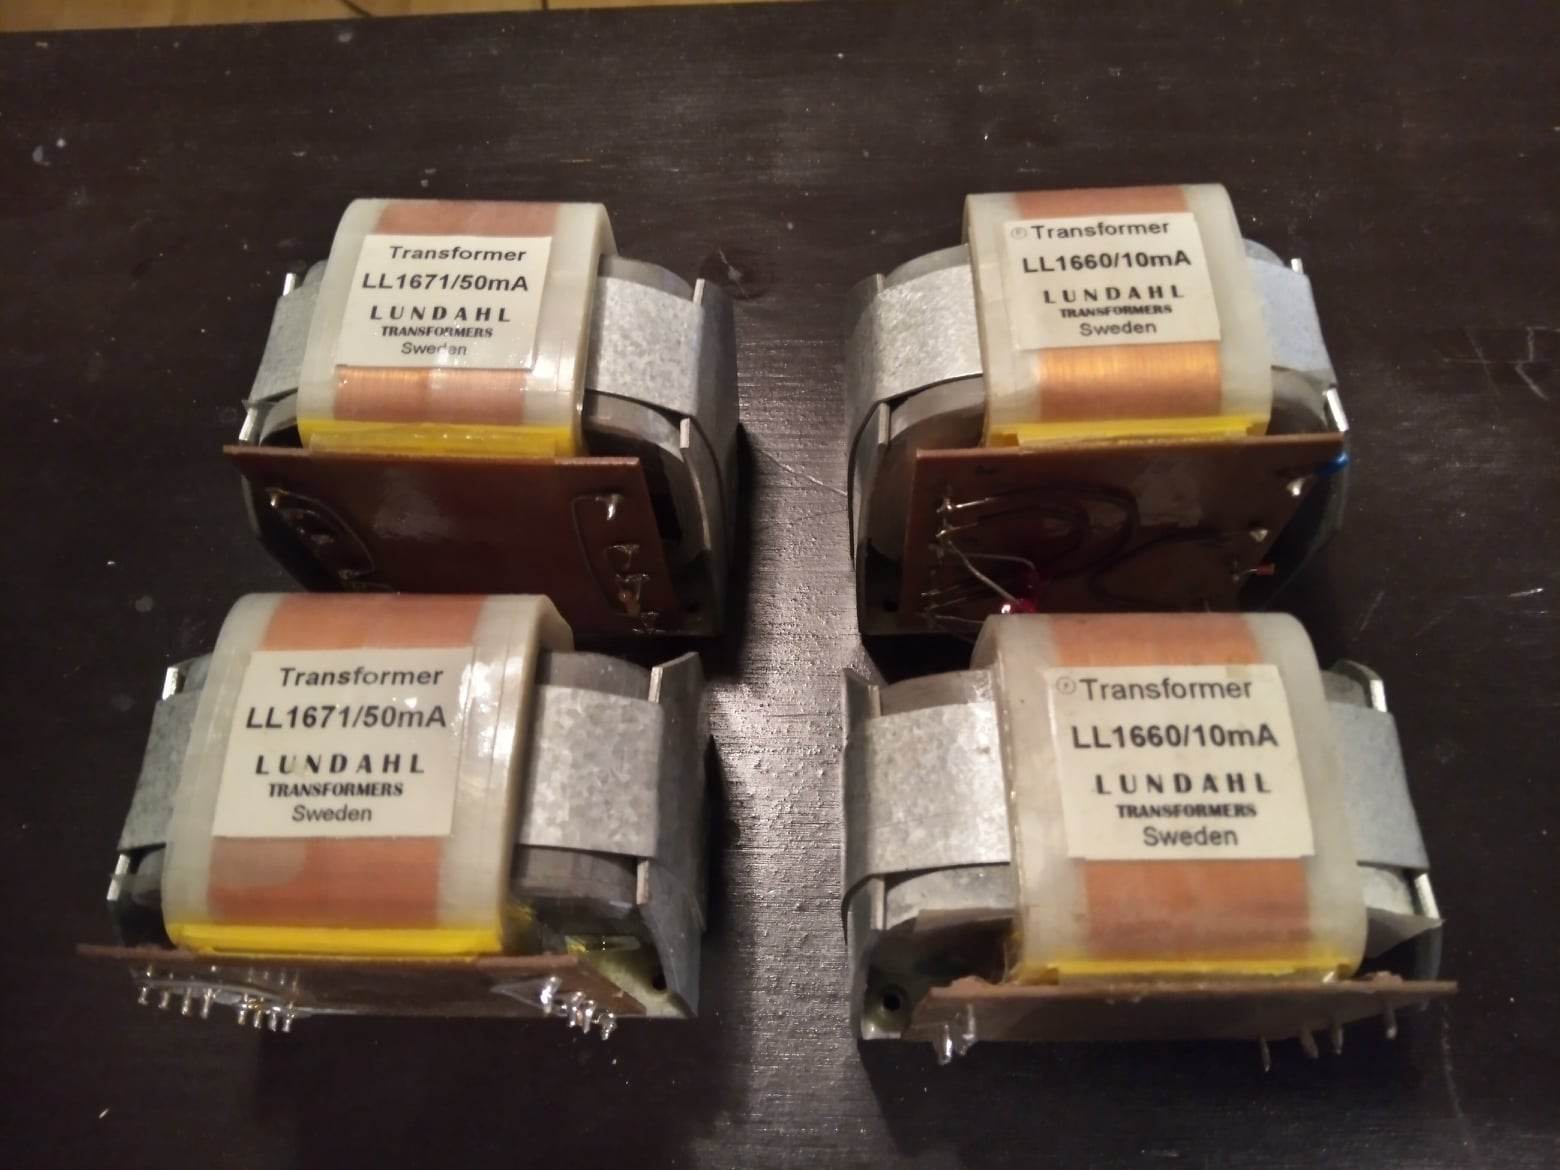 Transformer
LL1671/50mA
LUNDAHL
TRANSFORMERS
Sweden
Transformer
LL1660/10mA
LUNDAHL
TRANSFORMERS
Sweden
Transformer
LL1671/50mA
LUNDAHL
TRANSFORMERS
Sweden
Transformer
LL1660/10mA
LUNDAHL
TRANSFORMERS
Sweden